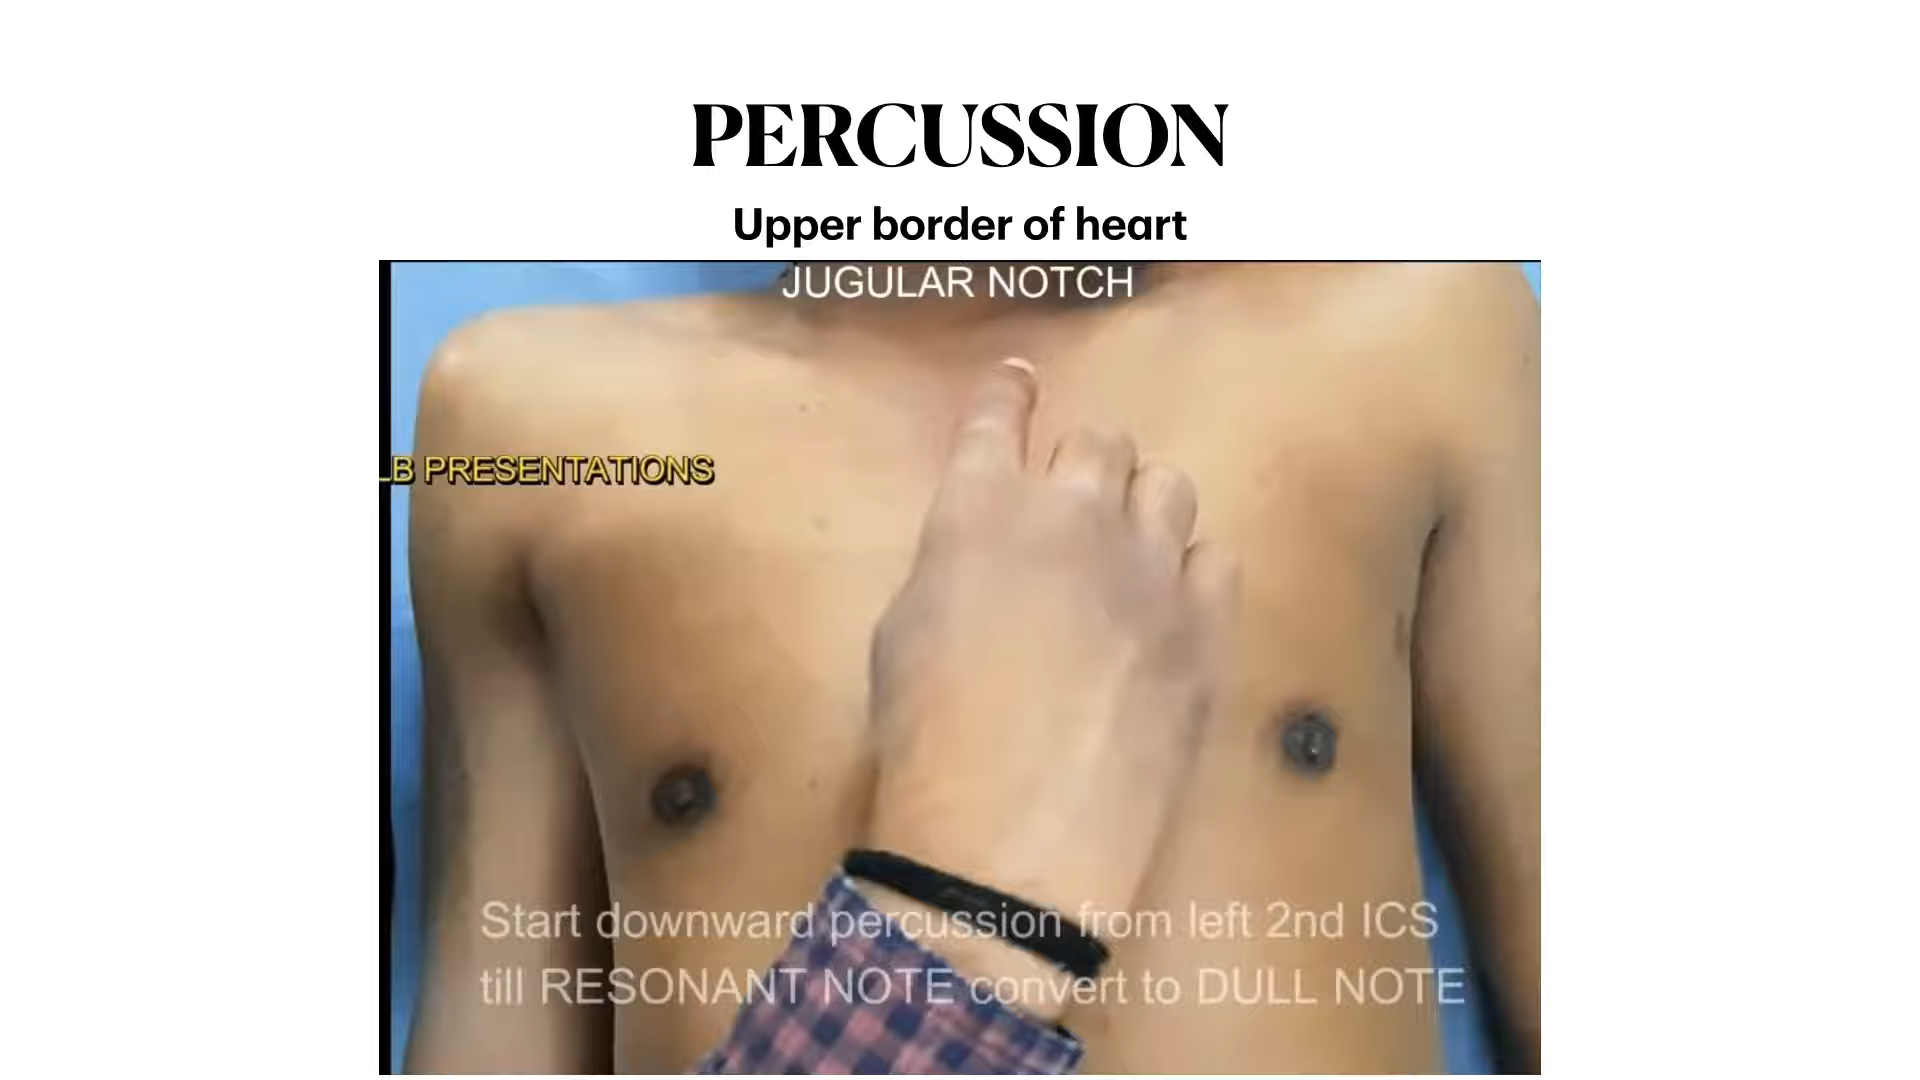 PERCUSSION
Upper border of heart
JUGULAR NOTCH
LB PRESENTATIONS
Start downward percussion from left 2nd ICS
till RESONANT NOTE convert to DULL NOTE